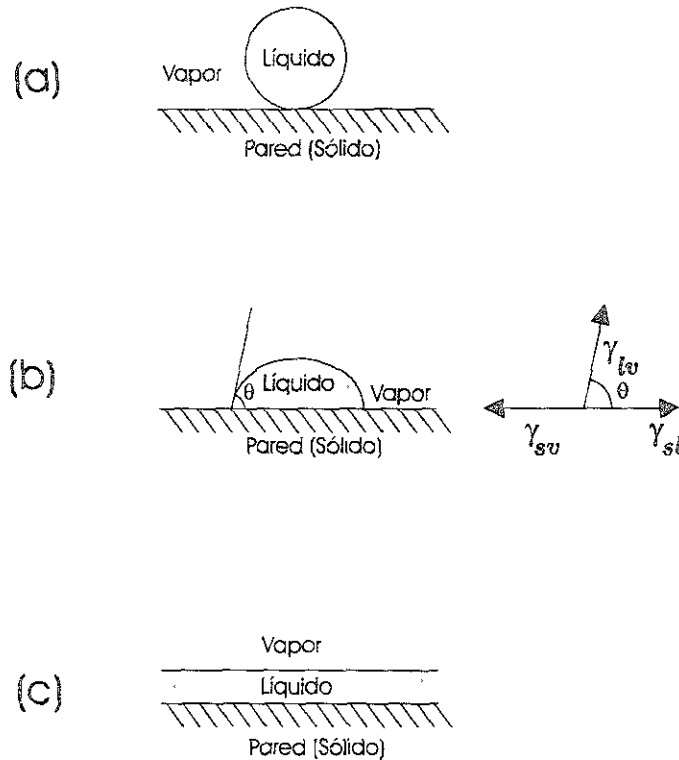 (a)
Vapor
Líquido
Pared (Sólido)
(b)
θ
Líquido
Vapor
Pared (Sólido)
γlv
θ
γsv
γsl
(c)
Vapor
Líquido
Pared (Sólido)